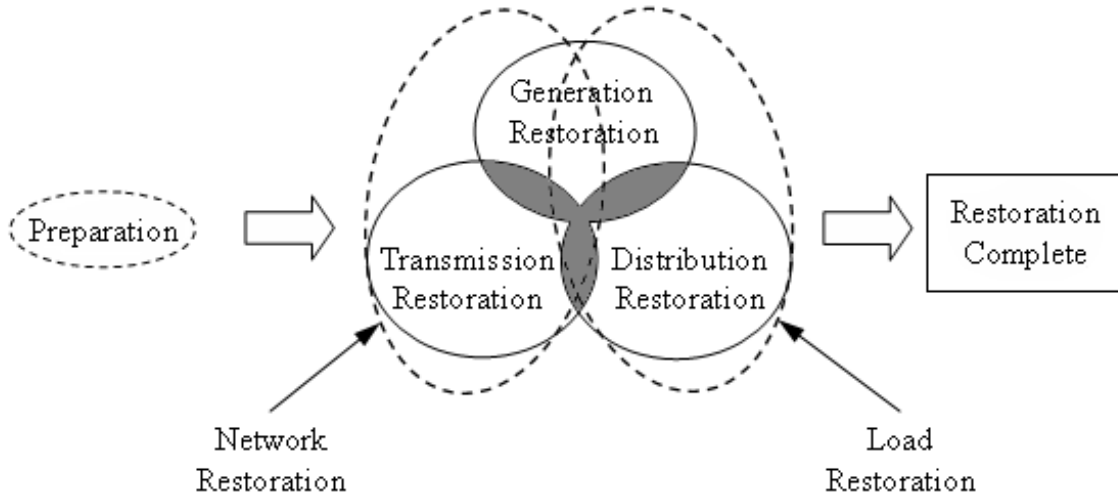 Generation
Restoration
Preparation
Transmission
Restoration
Distribution
Restoration
Restoration
Complete
Network
Restoration
Load
Restoration